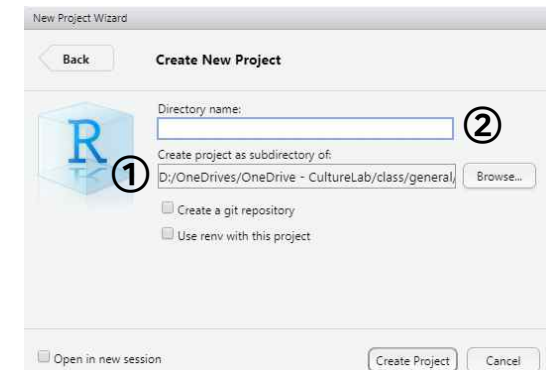 New Project Wizard
Back
Create New Project
R
Directory name:
②
Create project as subdirectory of:
①
D:/OneDrives/OneDrive - CultureLab/class/general/
Browse...
Create a git repository
Use renv with this project
Open in new session
Create Project
Cancel